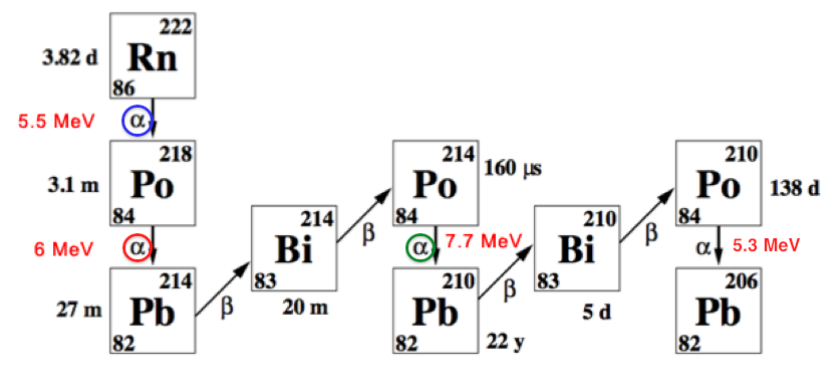 222
3.82 d Rn
86
5.5 MeV α
218 214 210
3.1 m Po Po 160 μs Po 138 d
84 84 84
214 210
6 MeV α Bi β α 7.7 MeV Bi β α 5.3 MeV
83 83
214 210 206
27 m Pb β 20 m Pb β 5 d Pb
82 82 22 y 82